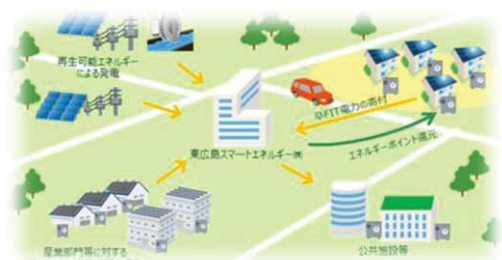 再生可能エネルギー
による発電
卒FIT電力の寄付
東広島スマートエネルギー㈱
エネルギーポイント還元
産業部門等に対する
公共施設等